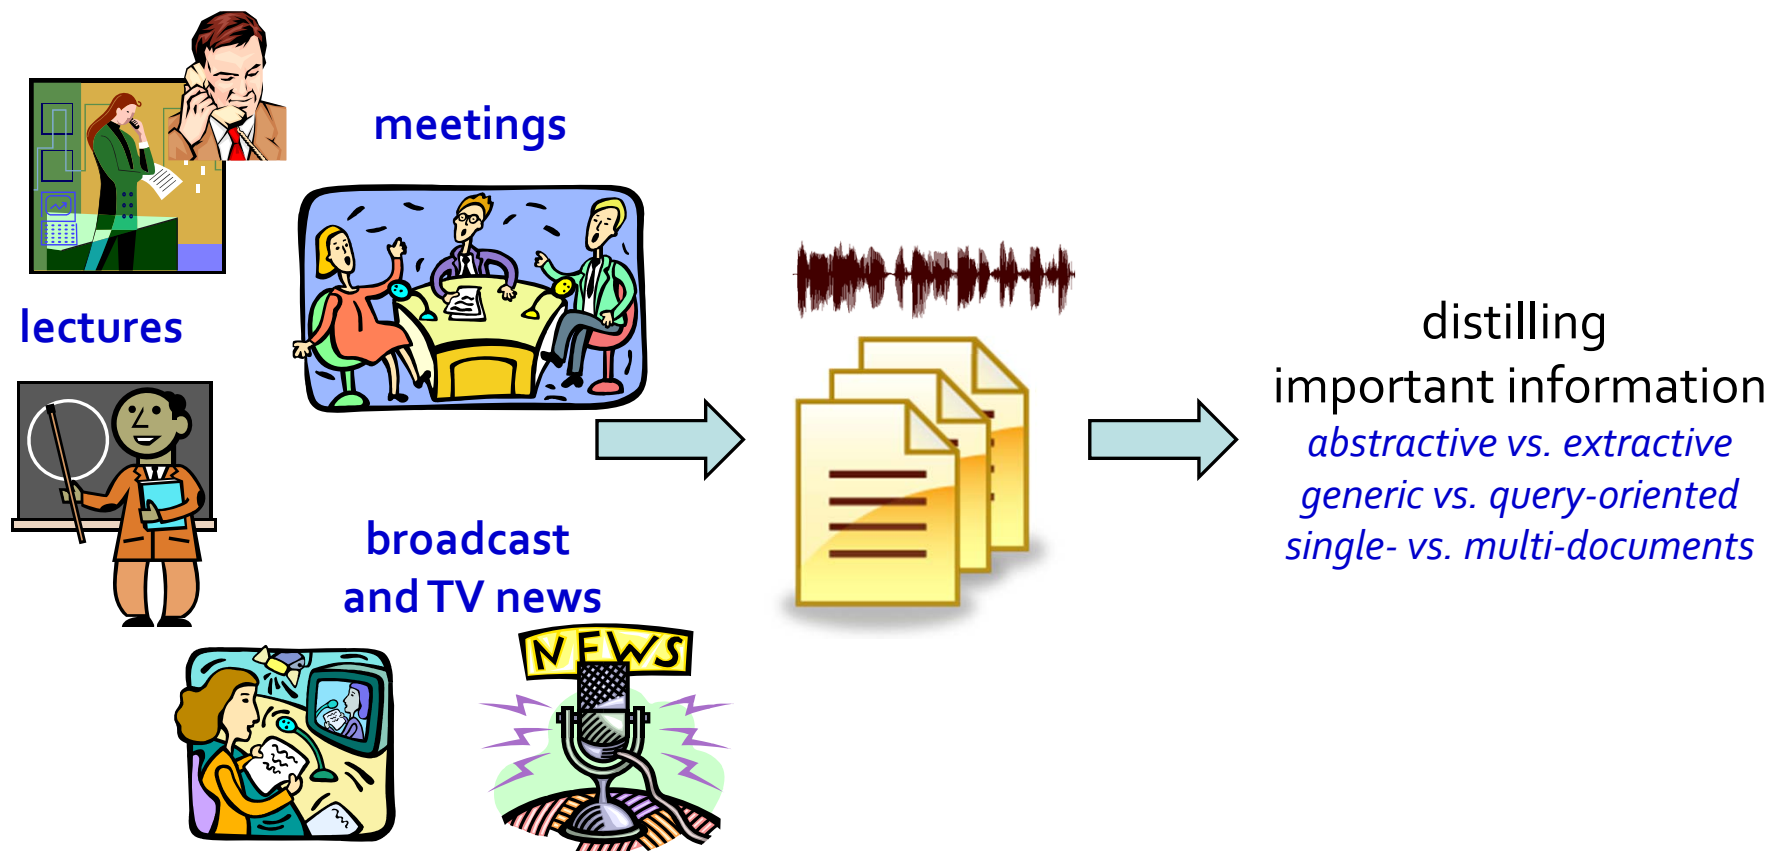 meetings
lectures
broadcast
and TV news
NEWS
distilling
important information
abstractive vs. extractive
generic vs. query-oriented
single- vs. multi-documents